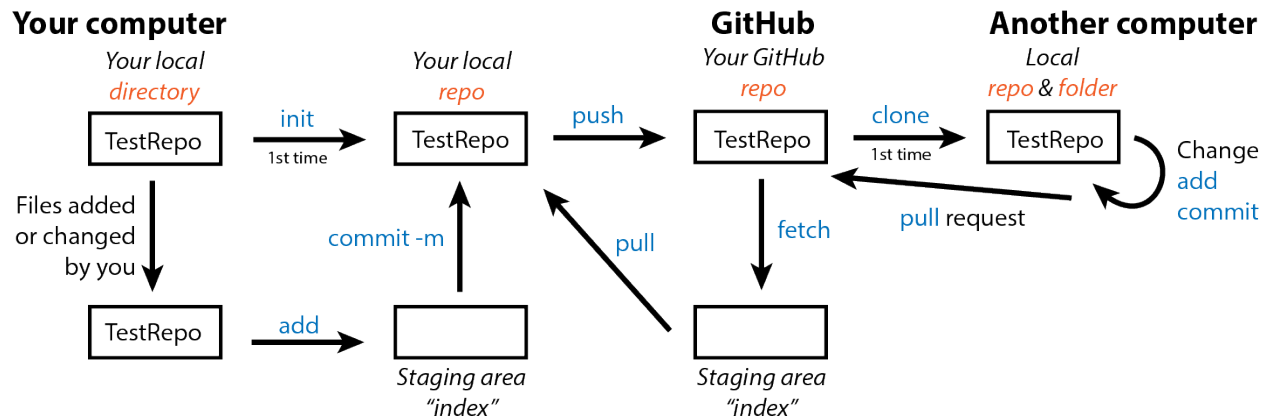 Your computer
GitHub
Another computer
Your local
directory
Your local
repo
Your GitHub
repo
Local
repo & folder
TestRepo
init
1st time
TestRepo
push
TestRepo
clone
1st time
TestRepo
Change
add
commit
Files added
or changed
by you
commit -m
pull
fetch
pull request
TestRepo
add
Staging area
“index”
Staging area
“index”